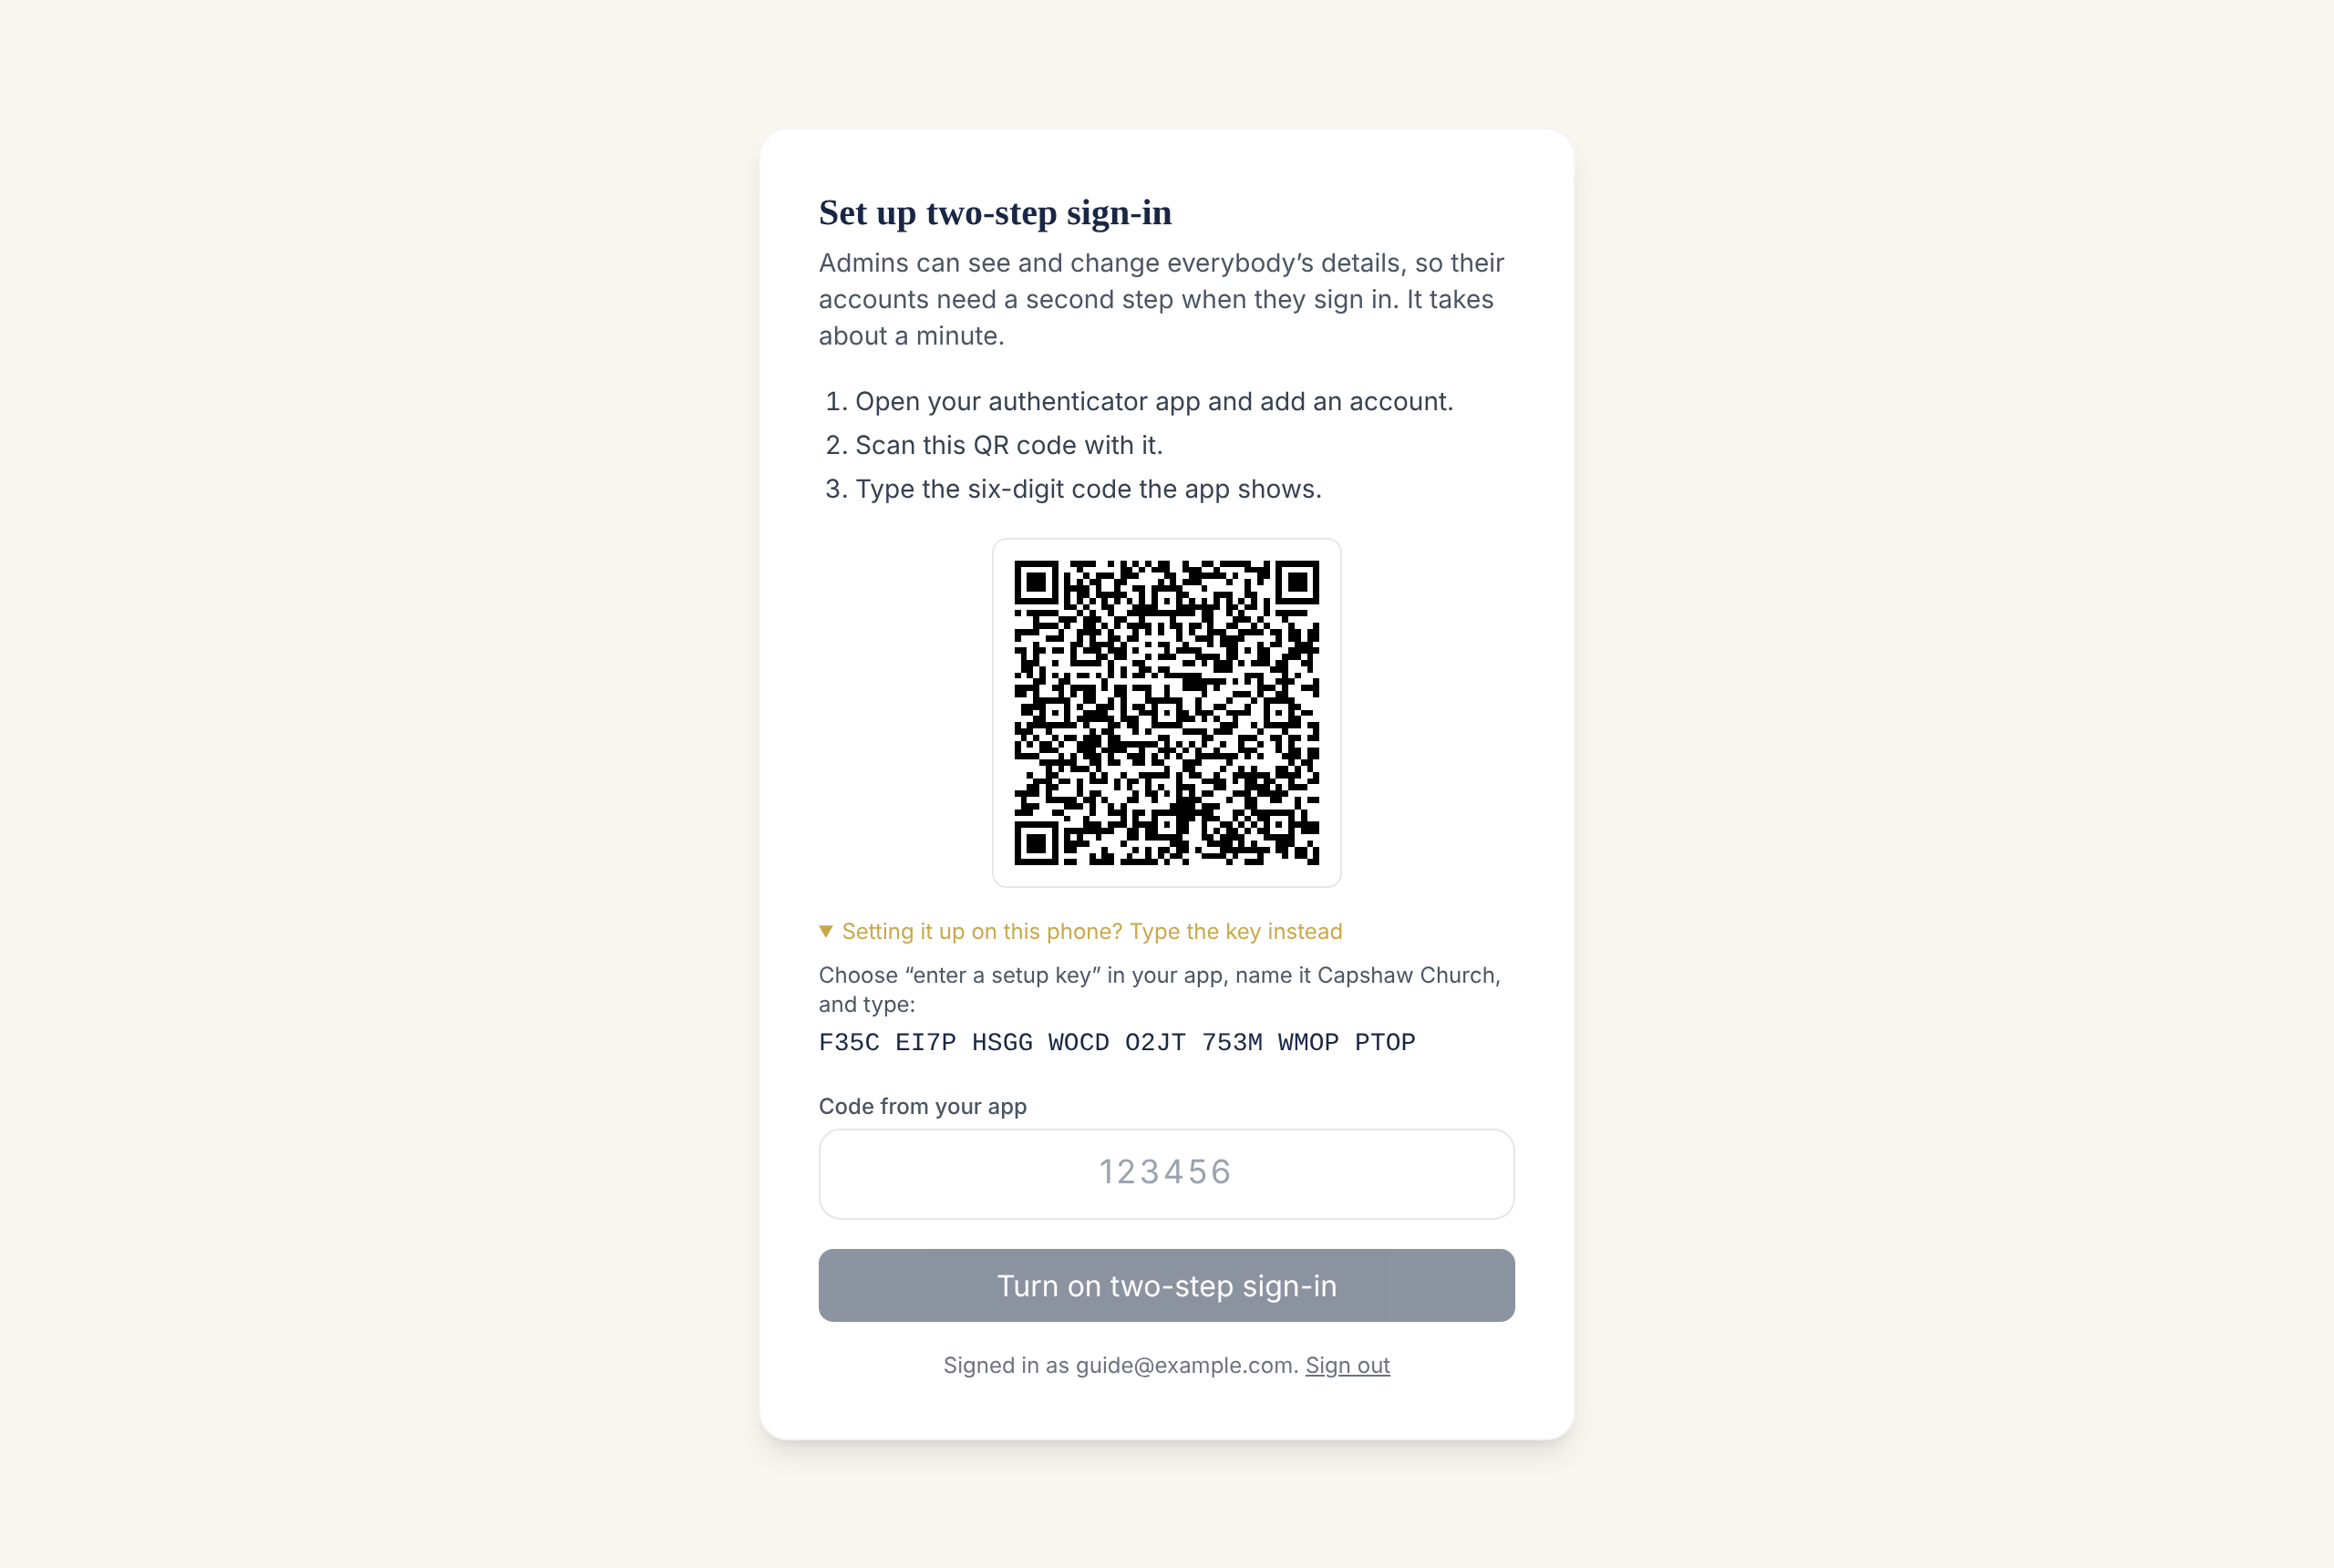 Set up two-step sign-in
Admins can see and change everybody’s details, so their
accounts need a second step when they sign in. It takes
about a minute.
1. Open your authenticator app and add an account.
2. Scan this QR code with it.
3. Type the six-digit code the app shows.
▼ Setting it up on this phone? Type the key instead
Choose “enter a setup key” in your app, name it Capshaw Church,
and type:
F35C EI7P HSGG WOCD O2JT 753M WMOP PTOP
Code from your app
123456
Turn on two-step sign-in
Signed in as guide@example.com. Sign out